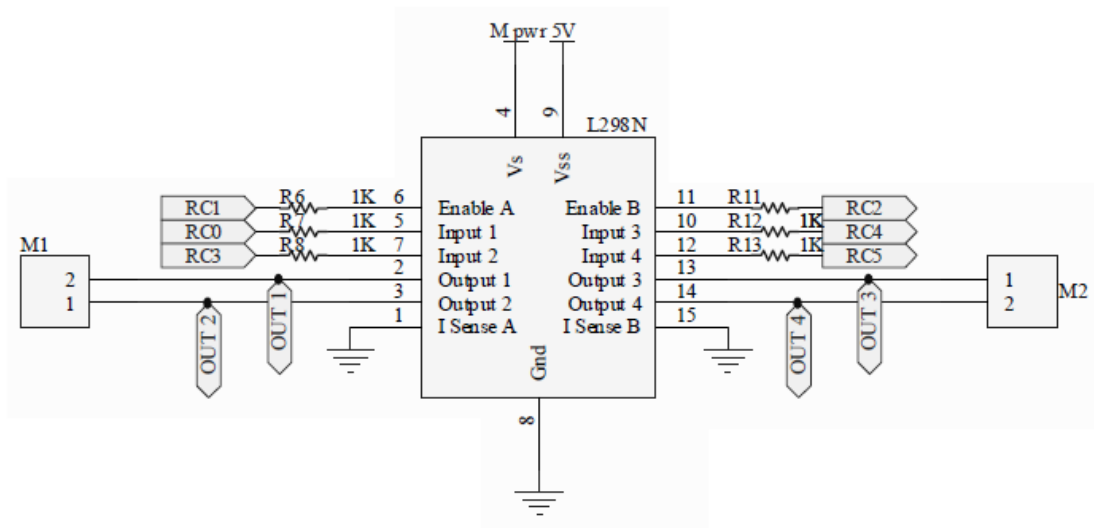 M pwr 5V
4
9
L298N
Vs
Vss
RC1
R6
1K
6
Enable A
Enable B
11
R11
RC2
RC0
R7
1K
5
Input 1
Input 3
10
R12
1K
RC4
RC3
R8
1K
7
Input 2
Input 4
12
R13
1K
RC5
M1
2
2
Output 1
Output 3
13
1
M2
1
3
Output 2
Output 4
14
2
1
I Sense A
I Sense B
15
OUT 2
OUT 1
OUT 4
OUT 3
Gnd
8